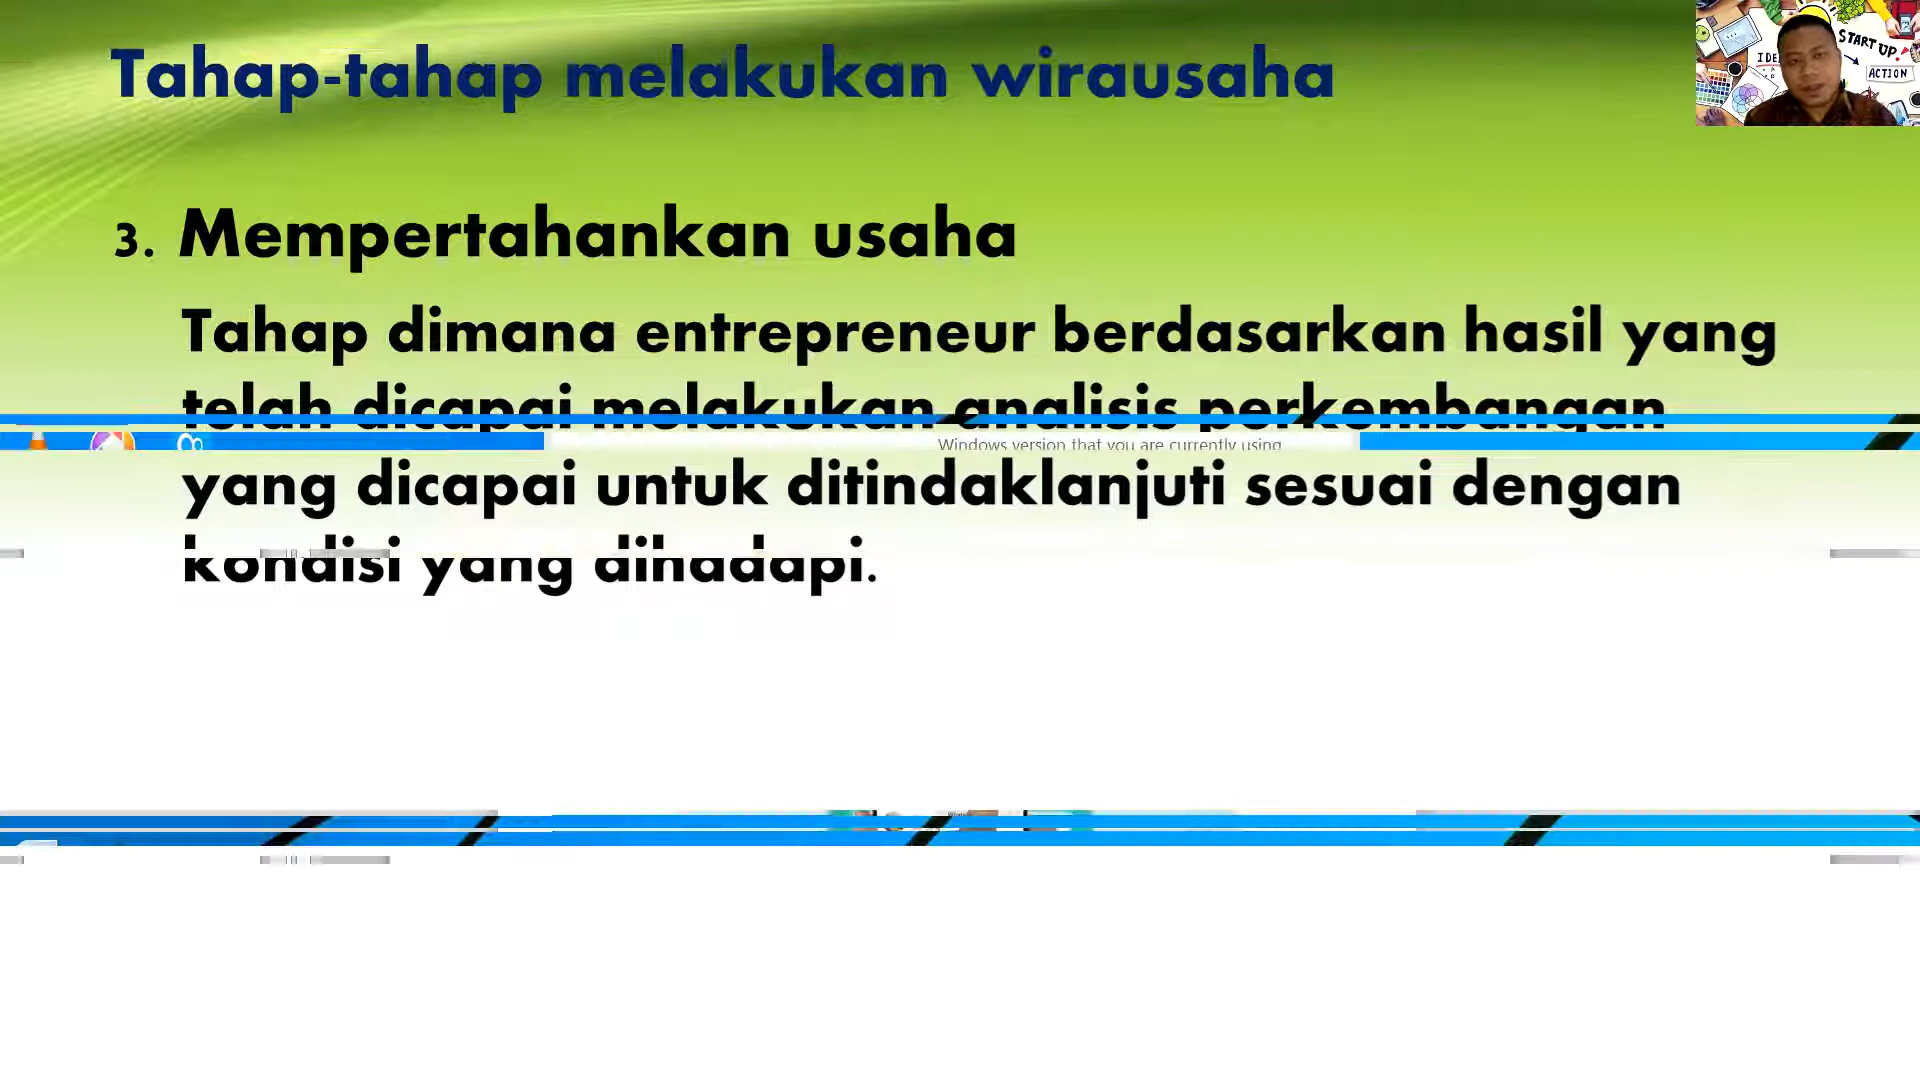 Tahap-tahap melakukan wirausaha
START UP!
ACTION
3. Mempertahankan usaha
Tahap dimana entrepreneur berdasarkan hasil yang
telah dicapai melakukan analisis perkembangan
Windows version that you are currently using
yang dicapai untuk ditindaklanjuti sesuai dengan
kondisi yang dihadapi.